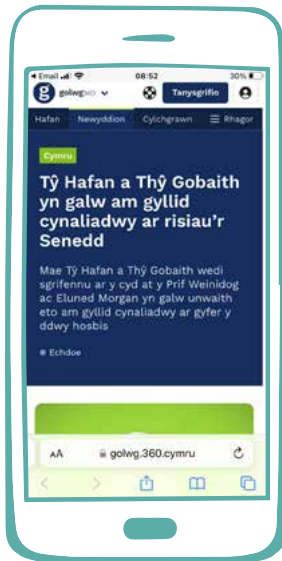 Email 08:52 30%
g golwg360 Tanysgrifio
Hafan Newyddion Cylchgrawn Rhagor
Cymru
Tŷ Hafan a Thŷ Gobaith
yn galw am gyllid
cynaliadwy ar risiau’r
Senedd
Mae Tŷ Hafan a Thŷ Gobaith wedi
sgrifennu ar y cyd at y Prif Weinidog
ac Eluned Morgan yn galw unwaith
eto am gyllid cynaliadwy ar gyfer y
ddwy hosbis
Echdoe
AA golwg.360.cymru